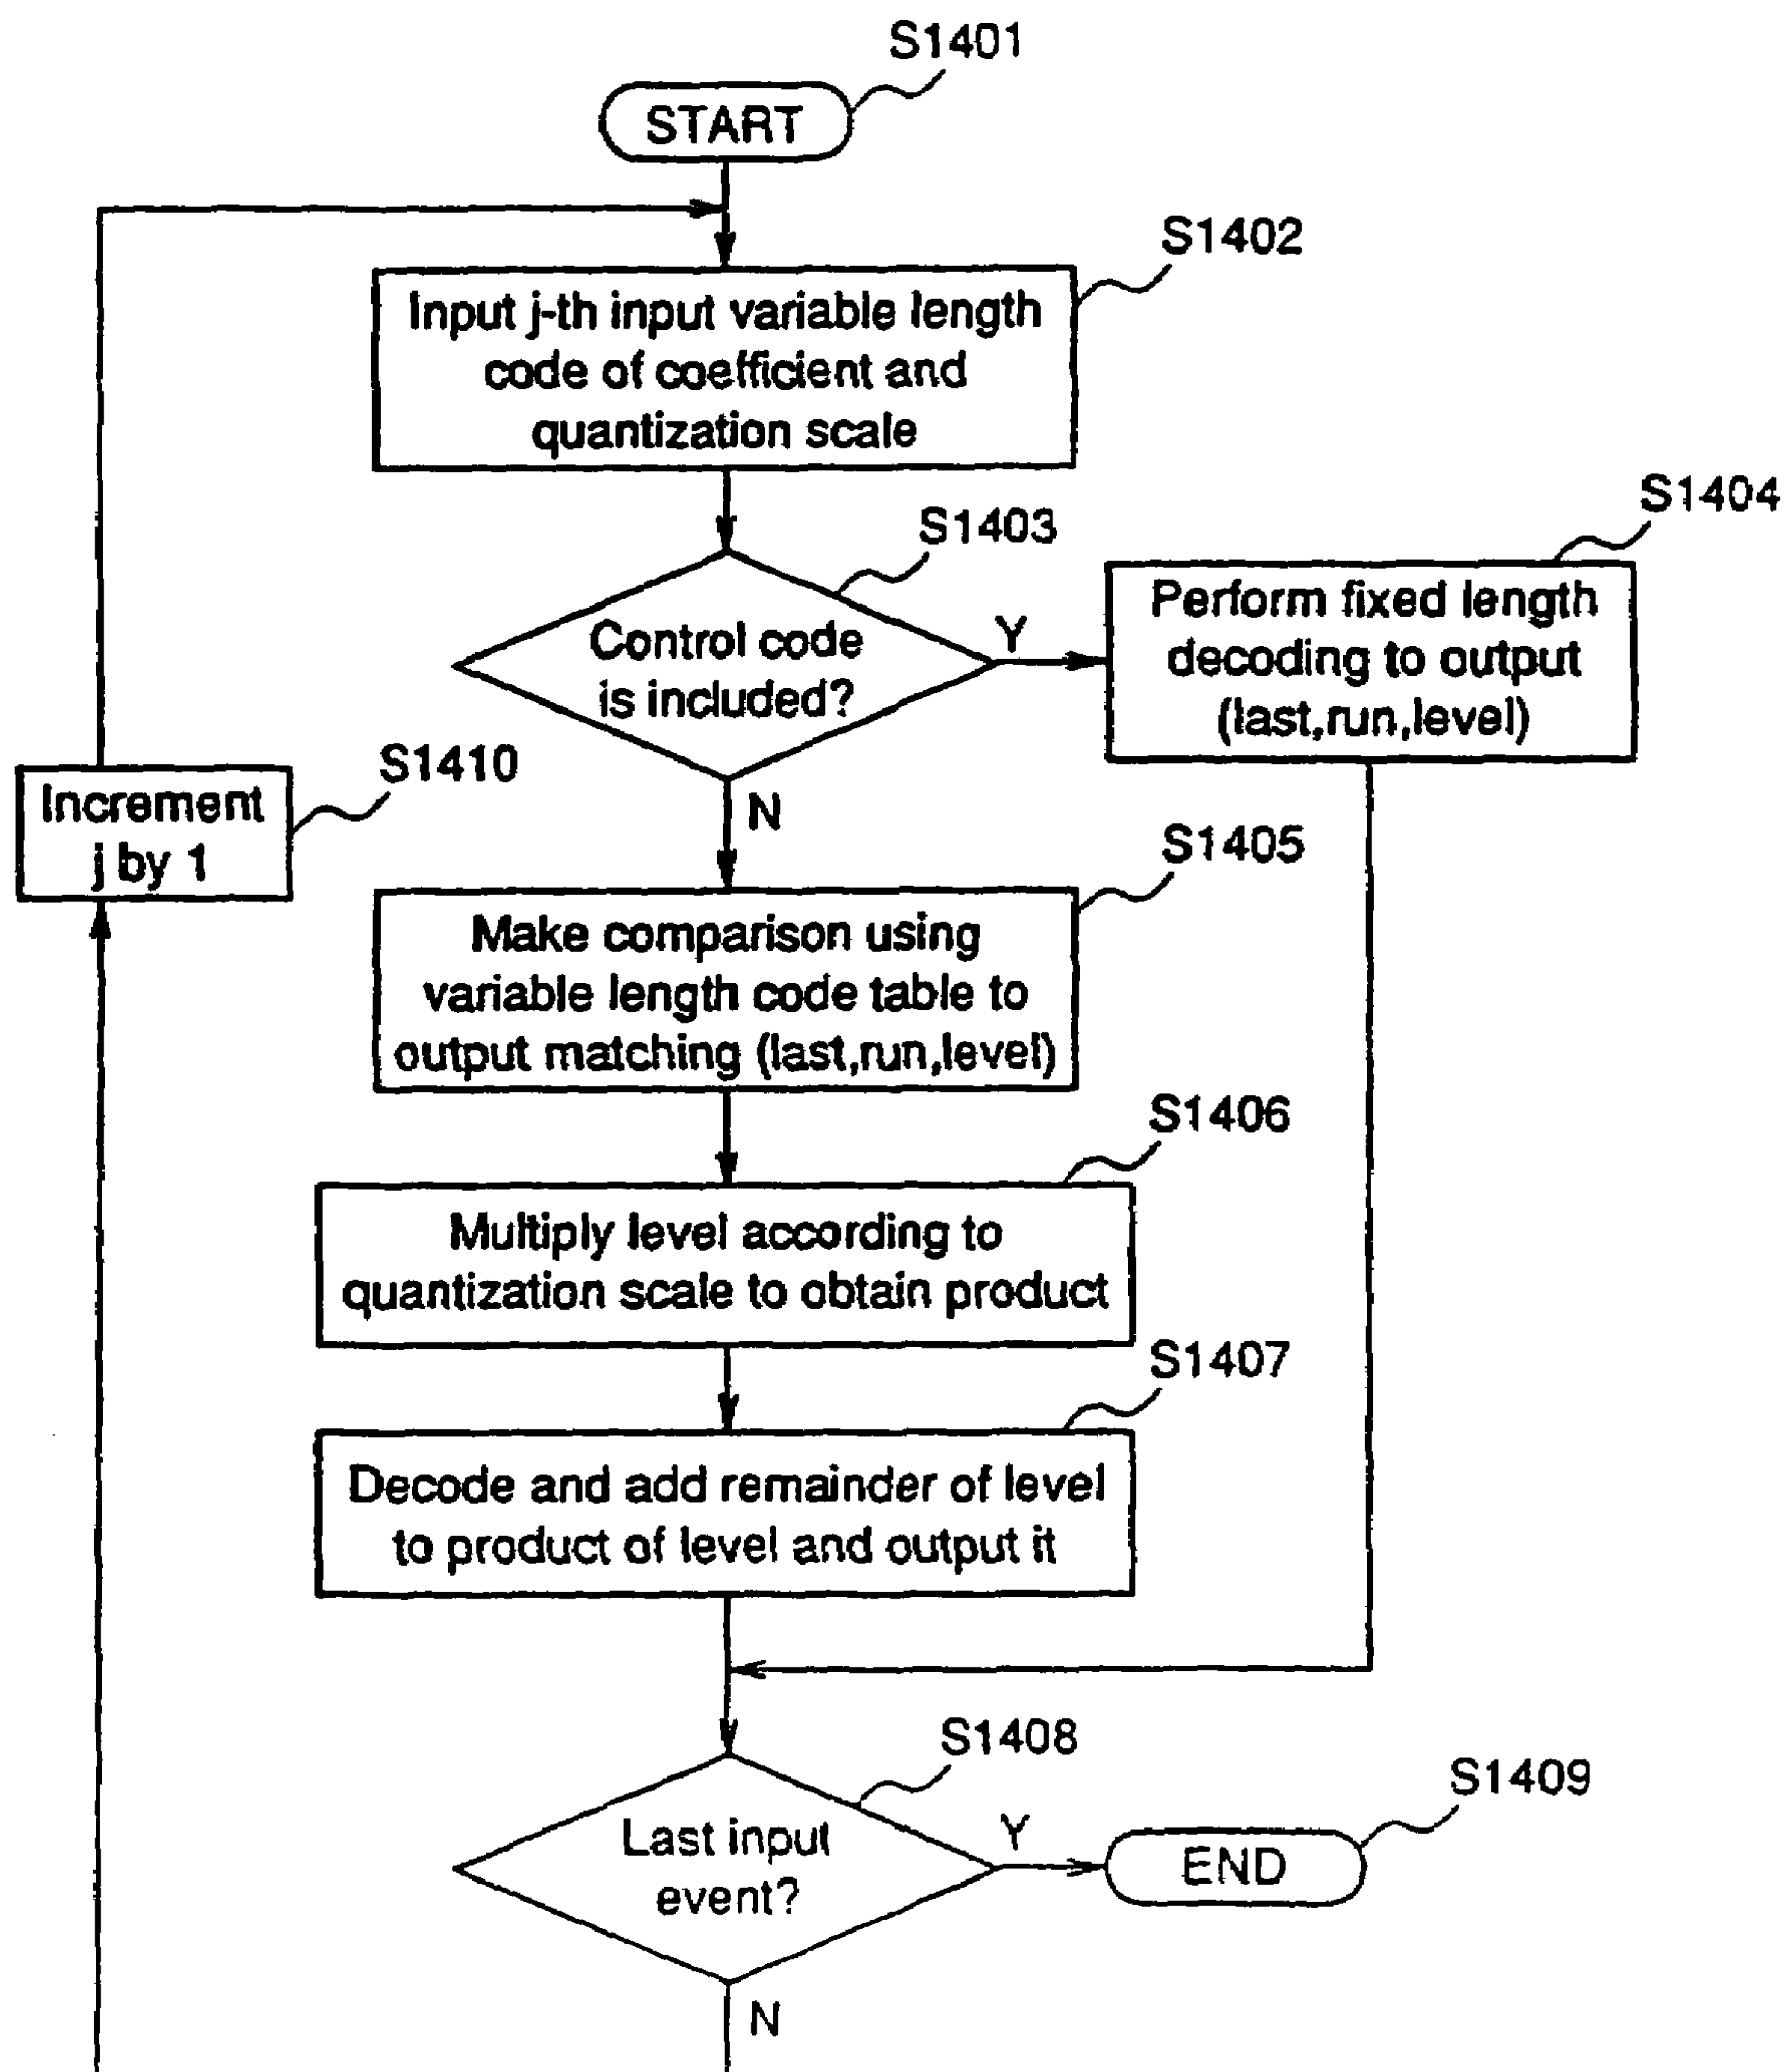 S1401
START
S1402
Input j-th input variable length
code of coefficient and
quantization scale
S1403
Control code
is included?
Y
N
S1404
Perform fixed length
decoding to output
(last,run,level)
S1410
Increment
j by 1
S1405
Make comparison using
variable length code table to
output matching (last,run,level)
S1406
Multiply level according to
quantization scale to obtain product
S1407
Decode and add remainder of level
to product of level and output it
S1408
Last input
event?
Y
N
S1409
END